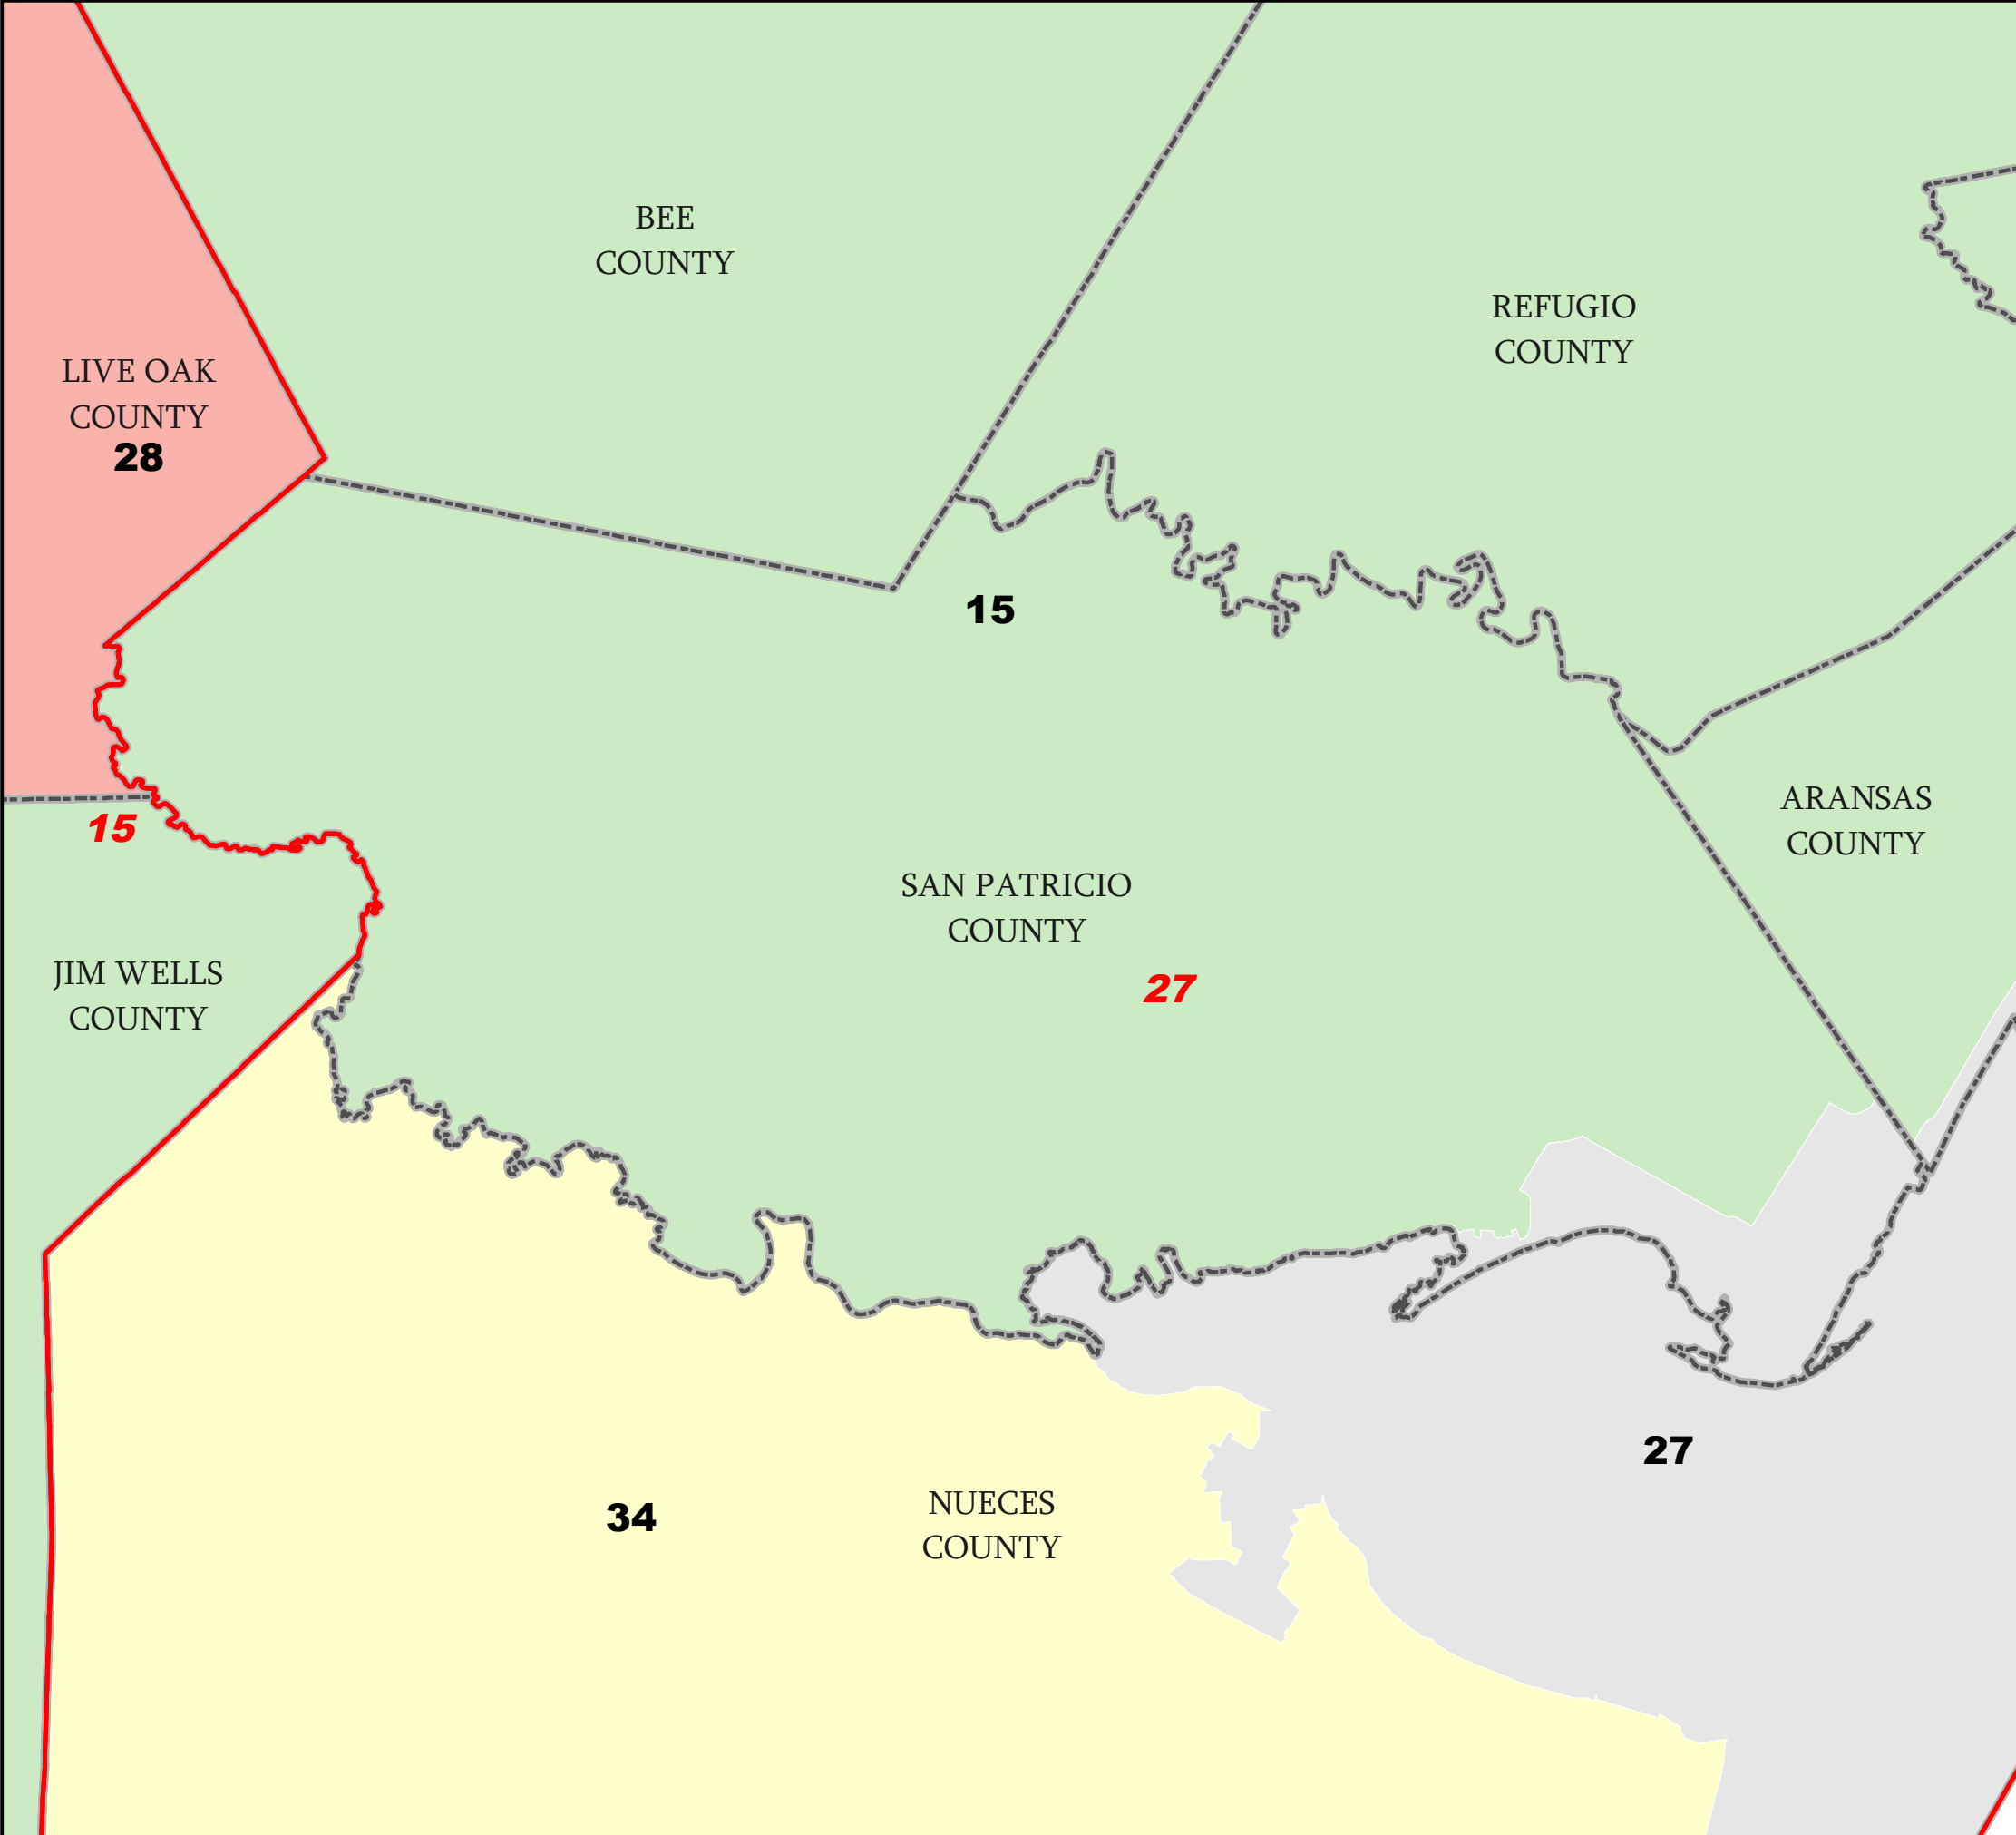 BEE
COUNTY
REFUGIO
COUNTY
LIVE OAK
COUNTY
28
15
ARANSAS
COUNTY
15
SAN PATRICIO
COUNTY
27
JIM WELLS
COUNTY
27
34
NUECES
COUNTY